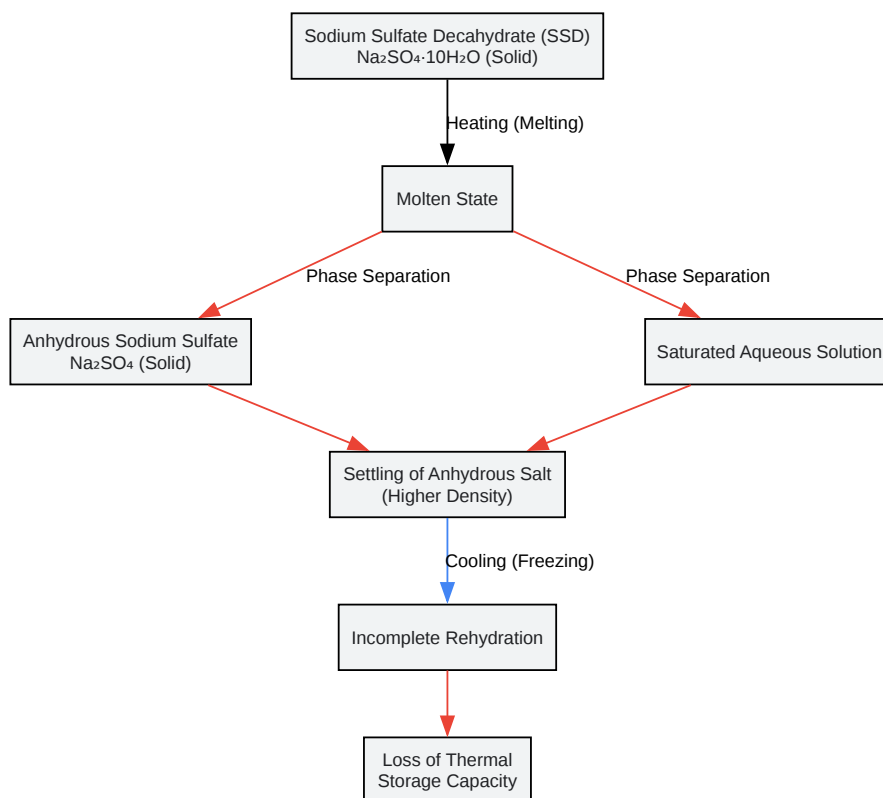 Sodium Sulfate Decahydrate (SSD)
Na₂SO₄·10H₂O (Solid)
Heating (Melting)
Molten State
Phase Separation
Phase Separation
Anhydrous Sodium Sulfate
Na₂SO₄ (Solid)
Saturated Aqueous Solution
Settling of Anhydrous Salt
(Higher Density)
Cooling (Freezing)
Incomplete Rehydration
Loss of Thermal
Storage Capacity